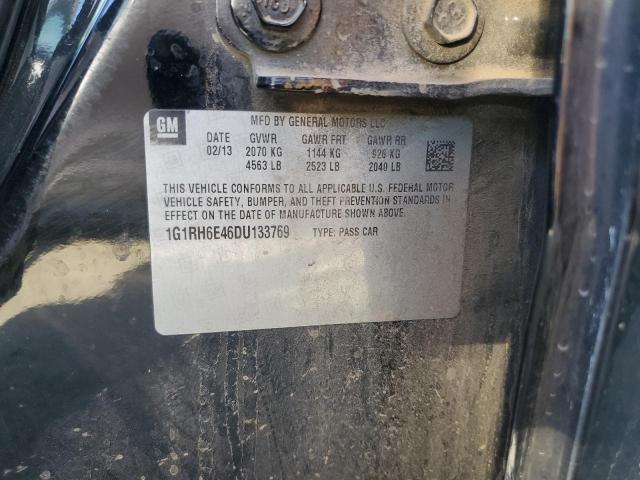 GM
MFD BY GENERAL MOTORS LLC
DATE GVWR GAWR FRT GAWR RR
02/13 2070 KG 1144 KG 926 KG
4563 LB 2523 LB 2040 LB
THIS VEHICLE CONFORMS TO ALL APPLICABLE U.S. FEDERAL MOTOR
VEHICLE SAFETY, BUMPER, AND THEFT PREVENTION STANDARDS IN
EFFECT ON THE DATE OF MANUFACTURE SHOWN ABOVE.
1G1RH6E46DU133769 TYPE: PASS CAR